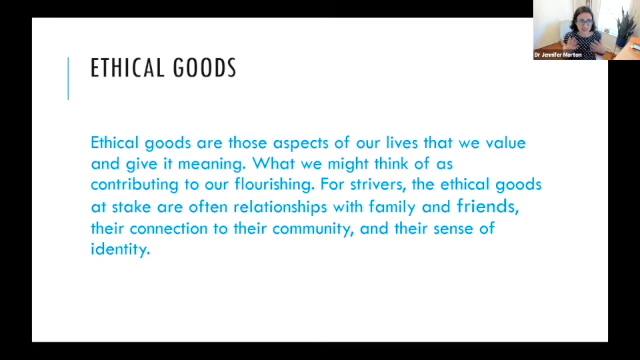 ETHICAL GOODS
Ethical goods are those aspects of our lives that we value
and give it meaning. What we might think of as
contributing to our flourishing. For strivers, the ethical goods
at stake are often relationships with family and friends,
their connection to their community, and their sense of
identity.
Dr Jennifer Morton